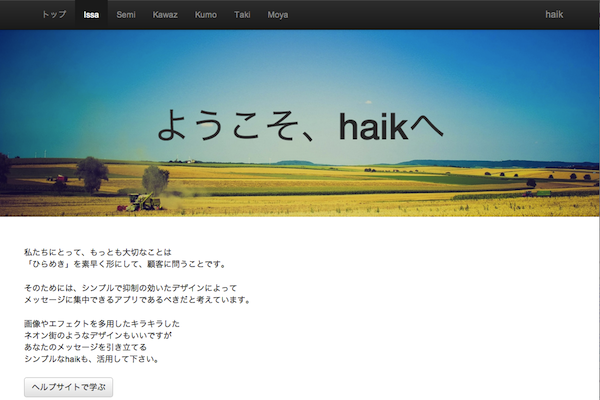 トップ Issa Semi Kawaz Kumo Taki Moya haik
ようこそ、haikへ
私たちにとって、もっとも大切なことは
「ひらめき」を素早く形にして、顧客に問うことです。
そのためには、シンプルで抑制の効いたデザインによって
メッセージに集中できるアプリであるべきだと考えています。
画像やエフェクトを多用したキラキラした
ネオン街のようなデザインもいいですが
あなたのメッセージを引き立てる
シンプルなhaikも、活用して下さい。
ヘルプサイトで学ぶ